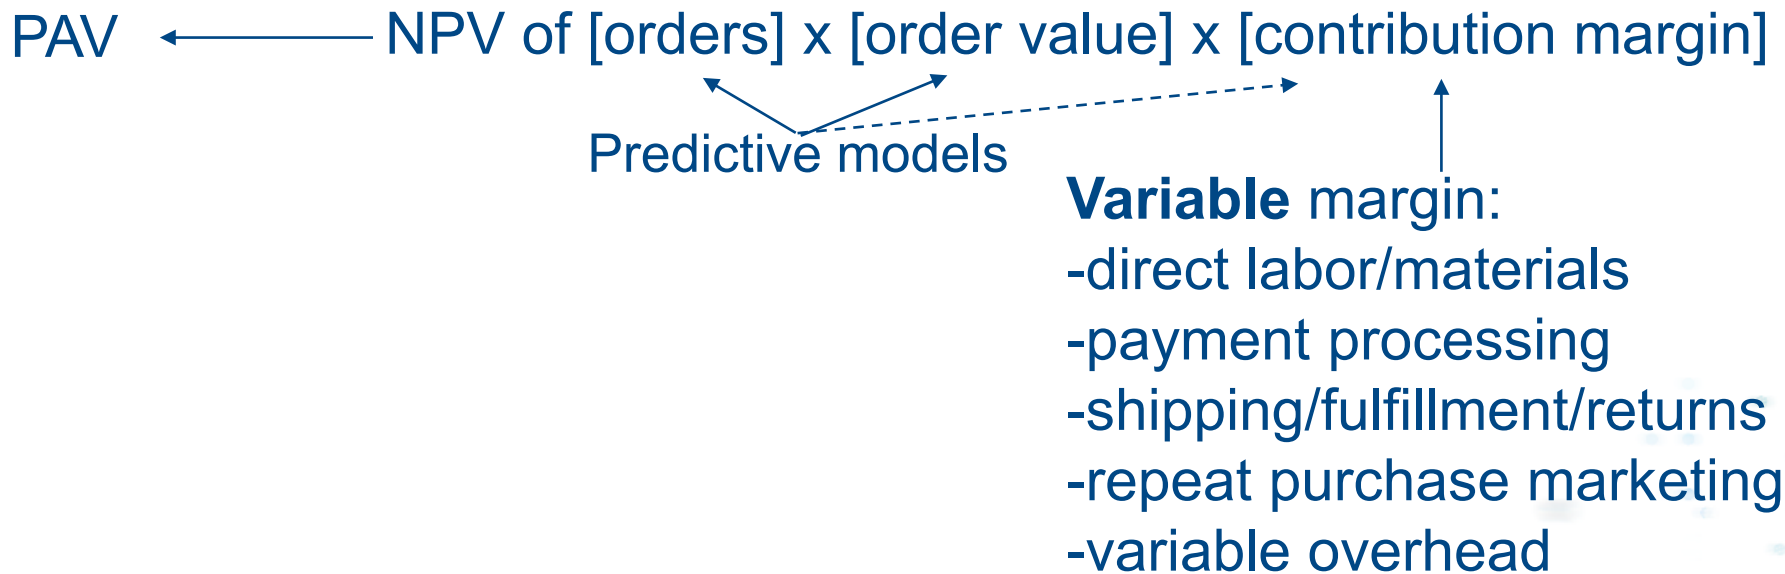 PAV NPV of [orders] x [order value] x [contribution margin]
Predictive models
Variable margin:
-direct labor/materials
-payment processing
-shipping/fulfillment/returns
-repeat purchase marketing
-variable overhead